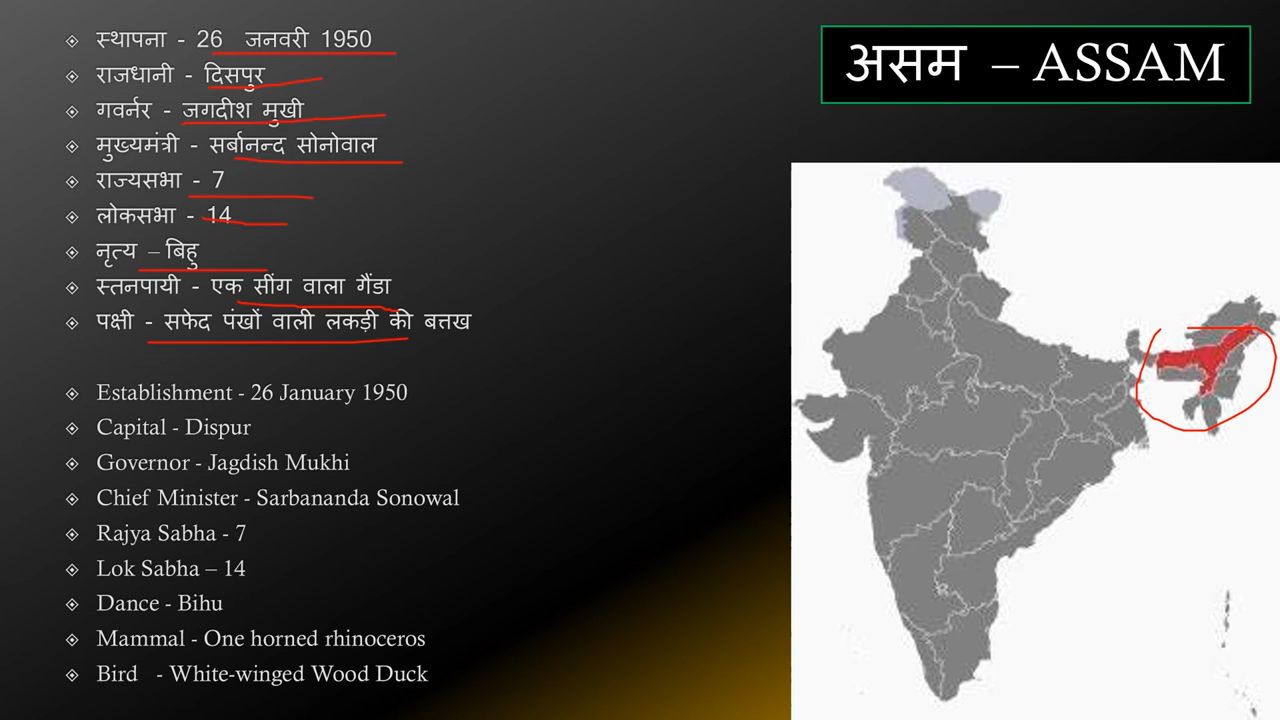 असम – ASSAM
स्थापना - 26 जनवरी 1950
राजधानी - दिसपुर
गवर्नर - जगदीश मुखी
मुख्यमंत्री - सर्बानन्द सोनोवाल
राज्यसभा - 7
लोकसभा - 14
नृत्य – बिहु
स्तनपायी - एक सींग वाला गैंडा
पक्षी - सफेद पंखों वाली लकड़ी की बत्तख
Establishment - 26 January 1950
Capital - Dispur
Governor - Jagdish Mukhi
Chief Minister - Sarbananda Sonowal
Rajya Sabha - 7
Lok Sabha – 14
Dance - Bihu
Mammal - One horned rhinoceros
Bird - White-winged Wood Duck